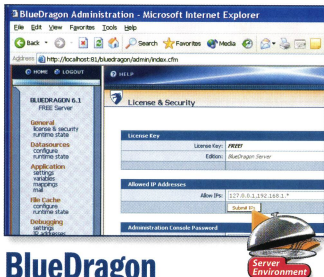 BlueDragon Administration - Microsoft Internet Explorer
File Edit View Favorites Tools Help
Back Search Favorites Media
Address http://localhost:81/bluedragon/admin/index.cfm
HOME LOGOUT
HELP
BLUEDRAGON 6.1
FREE Server
General
license & security
runtime state
Datasources
configure
runtime state
Application
settings
variables
mappings
mail
File Cache
configure
runtime state
Debugging
settings
IP addresses
License & Security
License Key
License Key: FREE!
Edition: BlueDragon Server
Allowed IP Addresses
Allow IPs: 127.0.0.1,192.168.1.*
Submit IPs
Administration Console Password
BlueDragon
Server
Environment